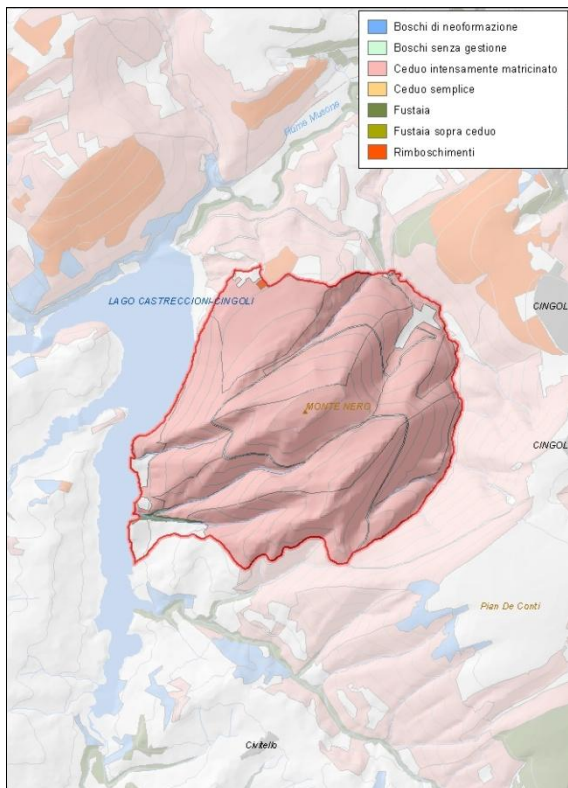 Boschi di neoformazione
Boschi senza gestione
Ceduo intensamente matricinato
Ceduo semplice
Fustaia
Fustaia sopra ceduo
Rimboschimenti
Fiume Musone
LAGO CASTRECCIONI-CINGOLI
CINGOL
MONTE NERO
CINGOL
Pian De Conti
Civitello